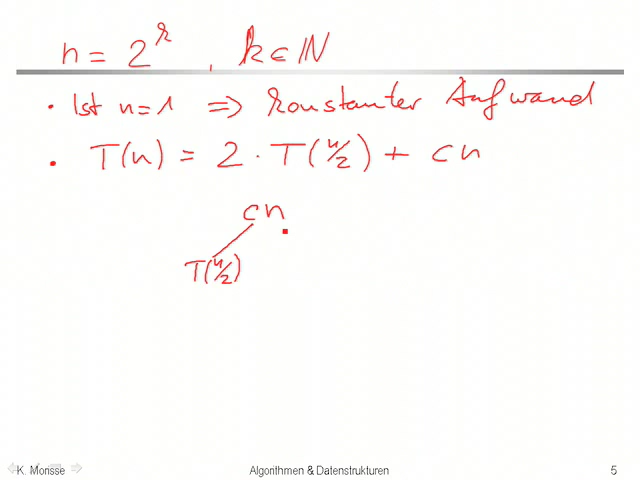 n = 2^k , k ∈ ℕ
• Ist n=1 ⇒ konstanter Aufwand
• T(n) = 2 · T(n/2) + cn
cn
T(n/2)
K. Morisse Algorithmen & Datenstrukturen 5